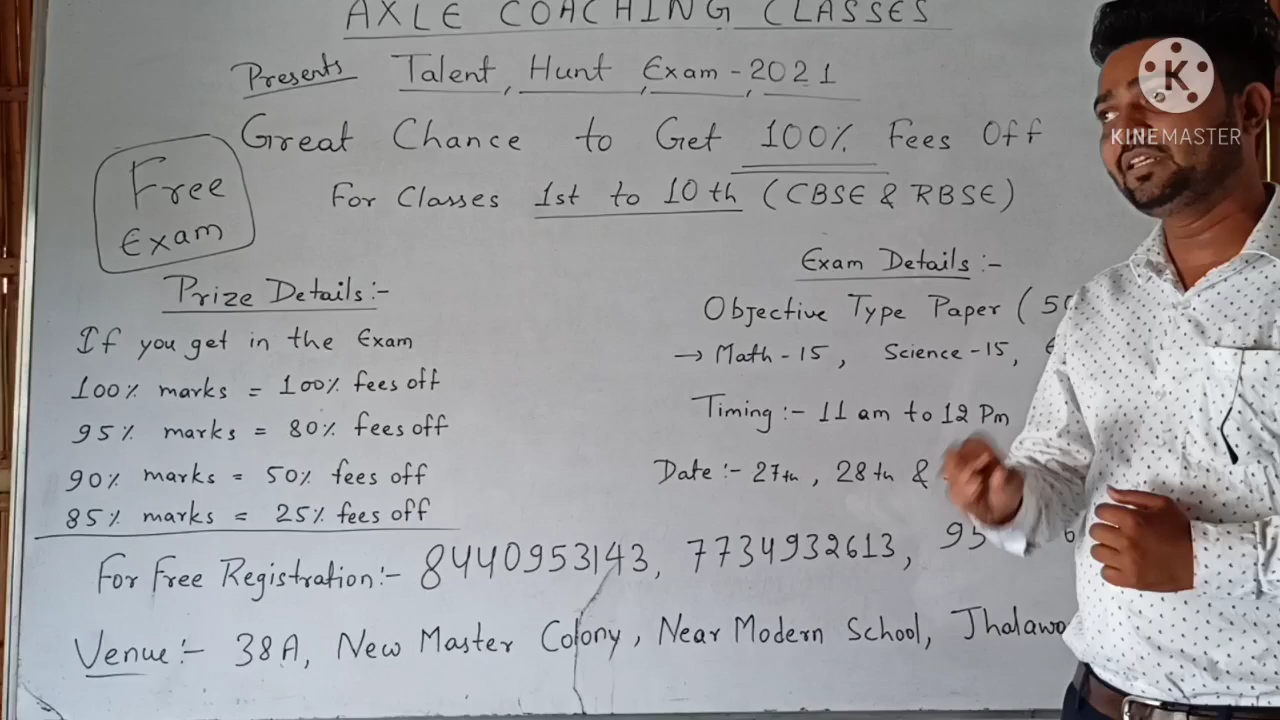 AXLE COACHING CLASSES
Presents Talent, Hunt, Exam-2021
Great Chance to Get 100% Fees Off
For Classes 1st to 10th (CBSE & RBSE)
Free
Exam
Prize Details:-
If you get in the Exam
100% marks = 100% fees off
95% marks = 80% fees off
90% marks = 50% fees off
85% marks = 25% fees off
Exam Details:-
Objective Type Paper (50
→ Math-15, Science-15,
Timing:- 11 am to 12 Pm
Date:- 27th, 28th &
For Free Registration:- 8440953143, 7734932613, 95
Venue:- 38A, New Master Colony, Near Modern School,
K
KINEMASTER